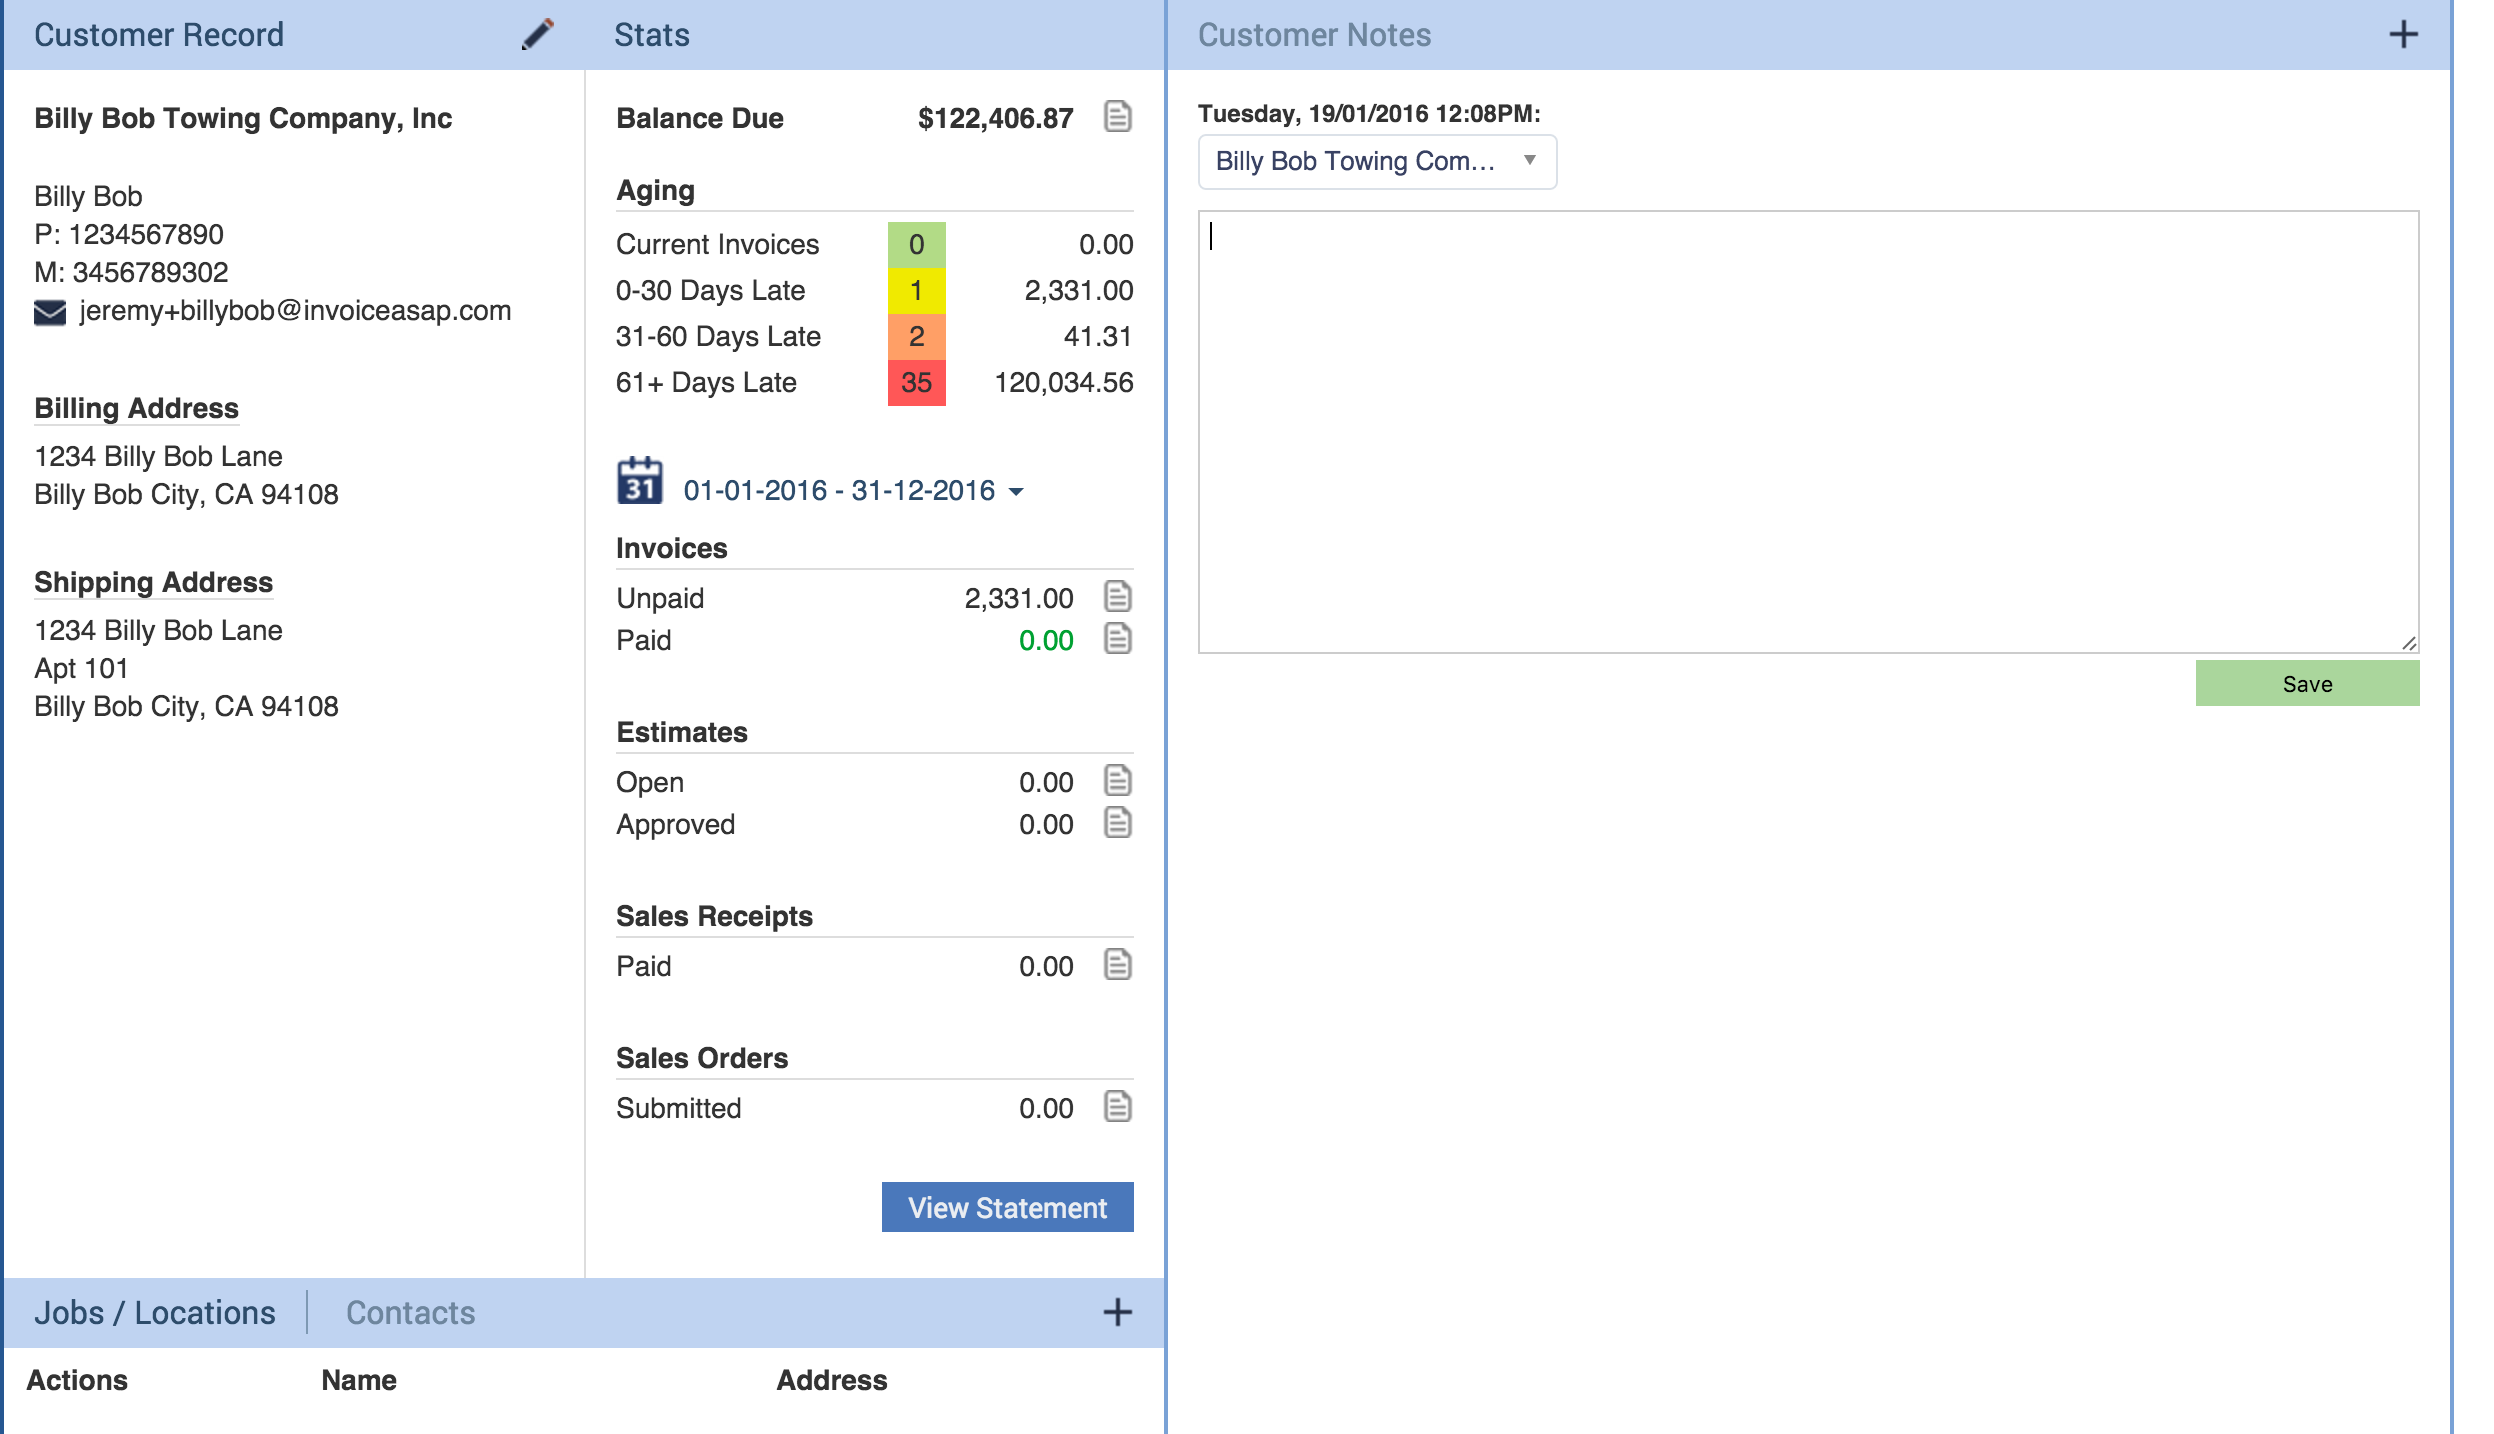 Customer Record
Billy Bob Towing Company, Inc
Billy Bob
P: 1234567890
M: 3456789302
jeremy+billybob@invoiceasap.com
Billing Address
1234 Billy Bob Lane
Billy Bob City, CA 94108
Shipping Address
1234 Billy Bob Lane
Apt 101
Billy Bob City, CA 94108
Stats
Balance Due $122,406.87
Aging
Current Invoices 0 0.00
0-30 Days Late 1 2,331.00
31-60 Days Late 2 41.31
61+ Days Late 35 120,034.56
31 01-01-2016 - 31-12-2016
Invoices
Unpaid 2,331.00
Paid 0.00
Estimates
Open 0.00
Approved 0.00
Sales Receipts
Paid 0.00
Sales Orders
Submitted 0.00
View Statement
Customer Notes
Tuesday, 19/01/2016 12:08PM:
Billy Bob Towing Com...
Save
Jobs / Locations Contacts
Actions Name Address